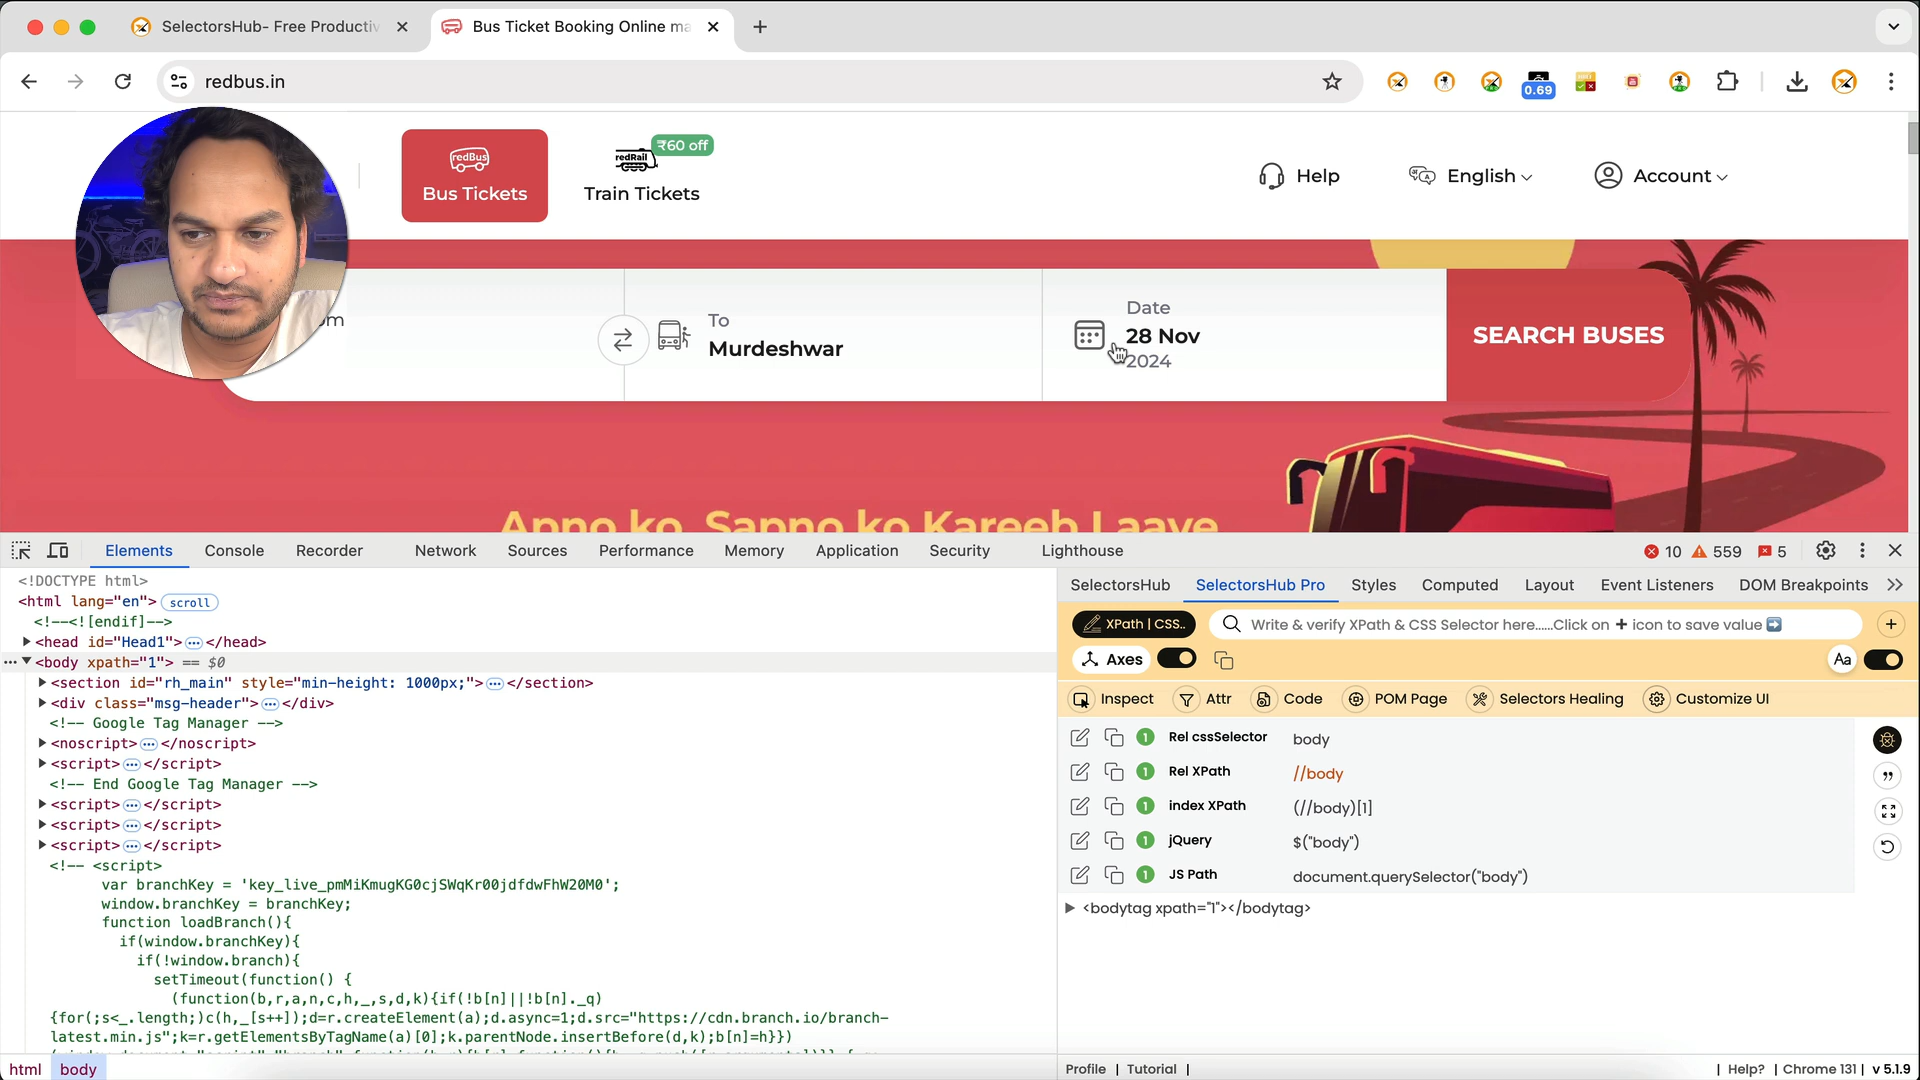 SelectorsHub- Free Productiv
Bus Ticket Booking Online ma
redbus.in
0.69
redBus
Bus Tickets
redRail
₹60 off
Train Tickets
Help
English
Account
om
To
Murdeshwar
Date
28 Nov
2024
SEARCH BUSES
Apno ko, Sapno ko Kareeb Laaye
Elements Console Recorder Network Sources Performance Memory Application Security Lighthouse
10 559 5
<!DOCTYPE html>
<html lang="en"> scroll
<!--<![endif]-->
<head id="Head1"> ··· </head>
··· <body xpath="1"> == $0
<section id="rh_main" style="min-height: 1000px;"> ··· </section>
<div class="msg-header"> ··· </div>
<!-- Google Tag Manager -->
<noscript> ··· </noscript>
<script> ··· </script>
<!-- End Google Tag Manager -->
<script> ··· </script>
<script> ··· </script>
<script> ··· </script>
<!-- <script>
var branchKey = 'key_live_pmMiKmugKG0cjSWqKr00jdfdwFhW20M0';
window.branchKey = branchKey;
function loadBranch(){
if(window.branchKey){
if(!window.branch){
setTimeout(function() {
(function(b,r,a,n,c,h,_,s,d,k){if(!b[n]||!b[n]._q)
{for(;s<_.length;)c(h,_[s++]);d=r.createElement(a);d.async=1;d.src="https://cdn.branch.io/branch-
latest.min.js";k=r.getElementsByTagName(a)[0];k.parentNode.insertBefore(d,k);b[n]=h}})
html body
SelectorsHub SelectorsHub Pro Styles Computed Layout Event Listeners DOM Breakpoints
XPath | CSS.. Write & verify XPath & CSS Selector here......Click on + icon to save value
Axes Aa
Inspect Attr Code POM Page Selectors Healing Customize UI
1 Rel cssSelector body
1 Rel XPath //body
1 index XPath (//body)[1]
1 jQuery $("body")
1 JS Path document.querySelector("body")
<bodytag xpath="1"></bodytag>
Profile | Tutorial |
| Help? | Chrome 131 | v 5.1.9